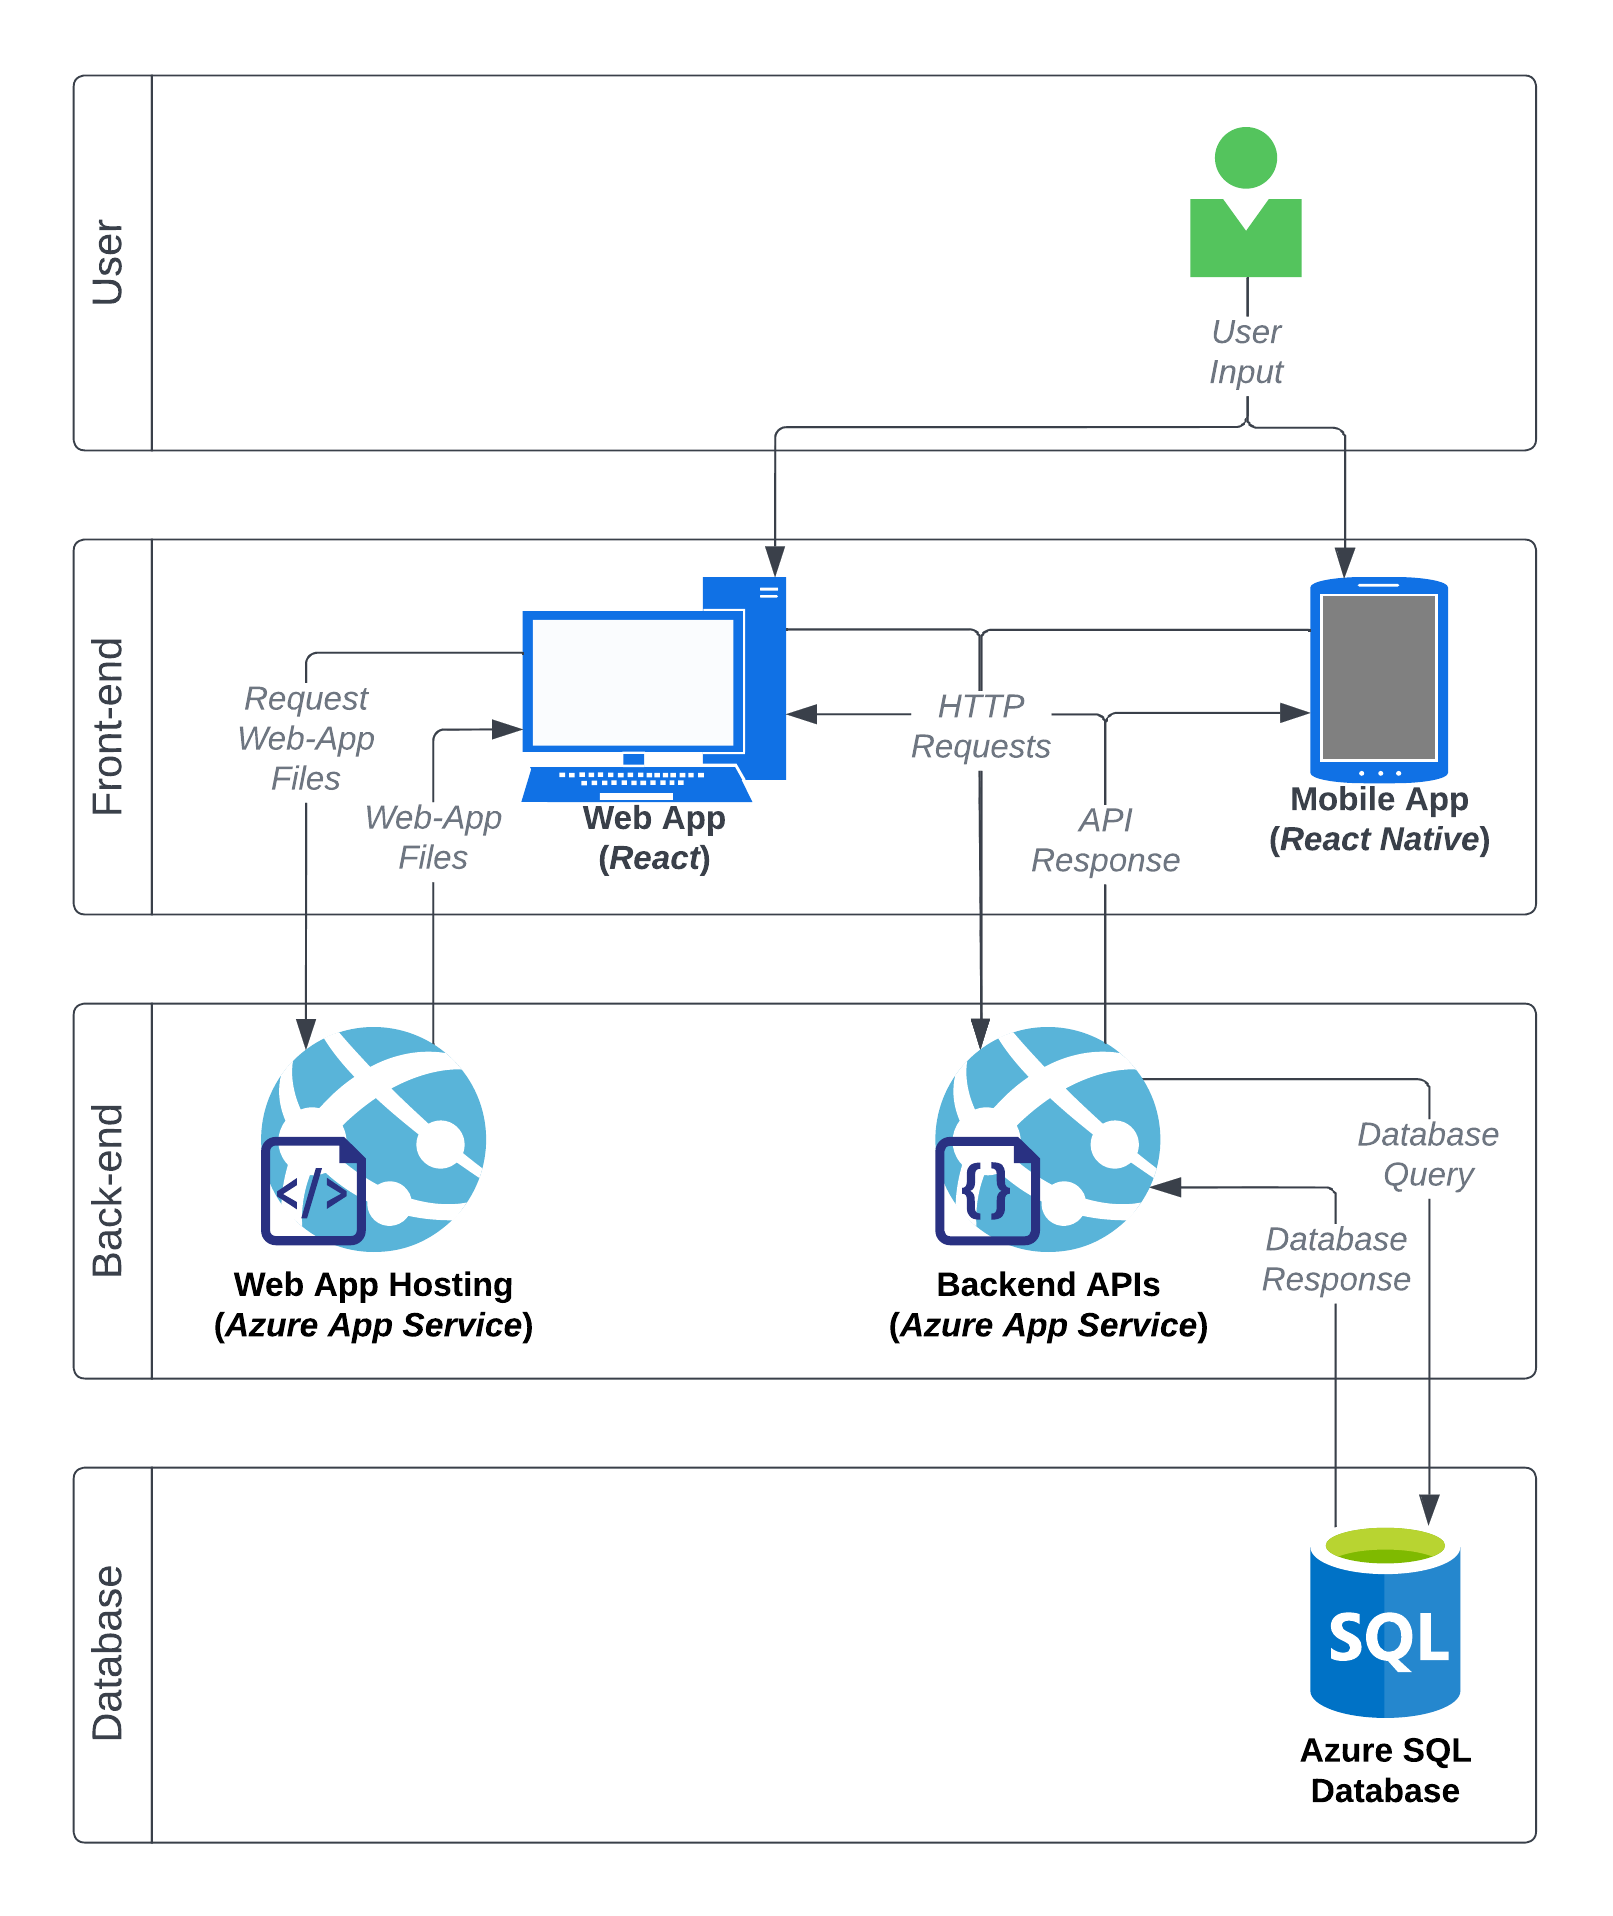 User
User
Input
Front-end
Request
Web-App
Files
Web-App
Files
Web App
(React)
HTTP
Requests
API
Response
Mobile App
(React Native)
Back-end
</>
Web App Hosting
(Azure App Service)
{ }
Backend APIs
(Azure App Service)
Database
Query
Database
Response
Database
SQL
Azure SQL
Database